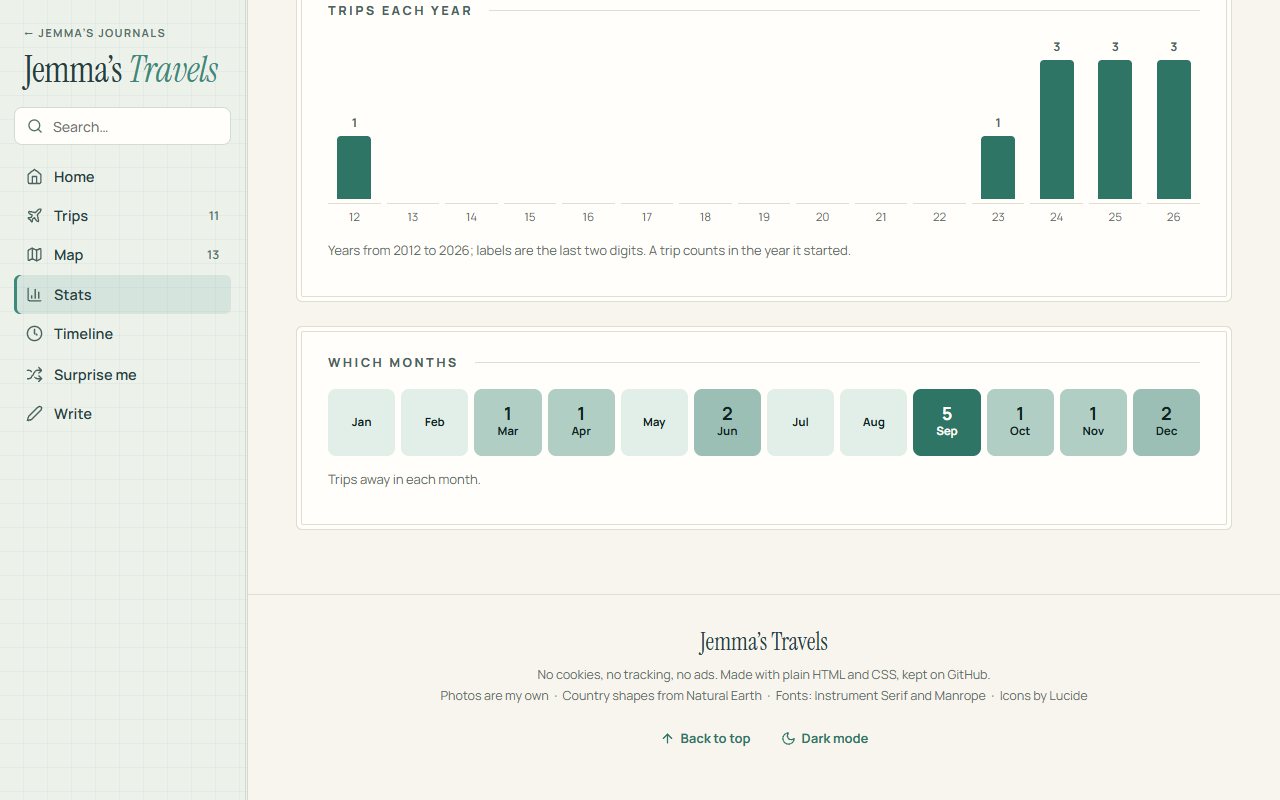 ← JEMMA'S JOURNALS
Jemma's Travels
Search...
Home
Trips 11
Map 13
Stats
Timeline
Surprise me
Write
TRIPS EACH YEAR
1 1 3 3 3
12 13 14 15 16 17 18 19 20 21 22 23 24 25 26
Years from 2012 to 2026; labels are the last two digits. A trip counts in the year it started.
WHICH MONTHS
1 1 2 5 1 1 2
Jan Feb Mar Apr May Jun Jul Aug Sep Oct Nov Dec
Trips away in each month.
Jemma's Travels
No cookies, no tracking, no ads. Made with plain HTML and CSS, kept on GitHub.
Photos are my own · Country shapes from Natural Earth · Fonts: Instrument Serif and Manrope · Icons by Lucide
↑ Back to top Dark mode